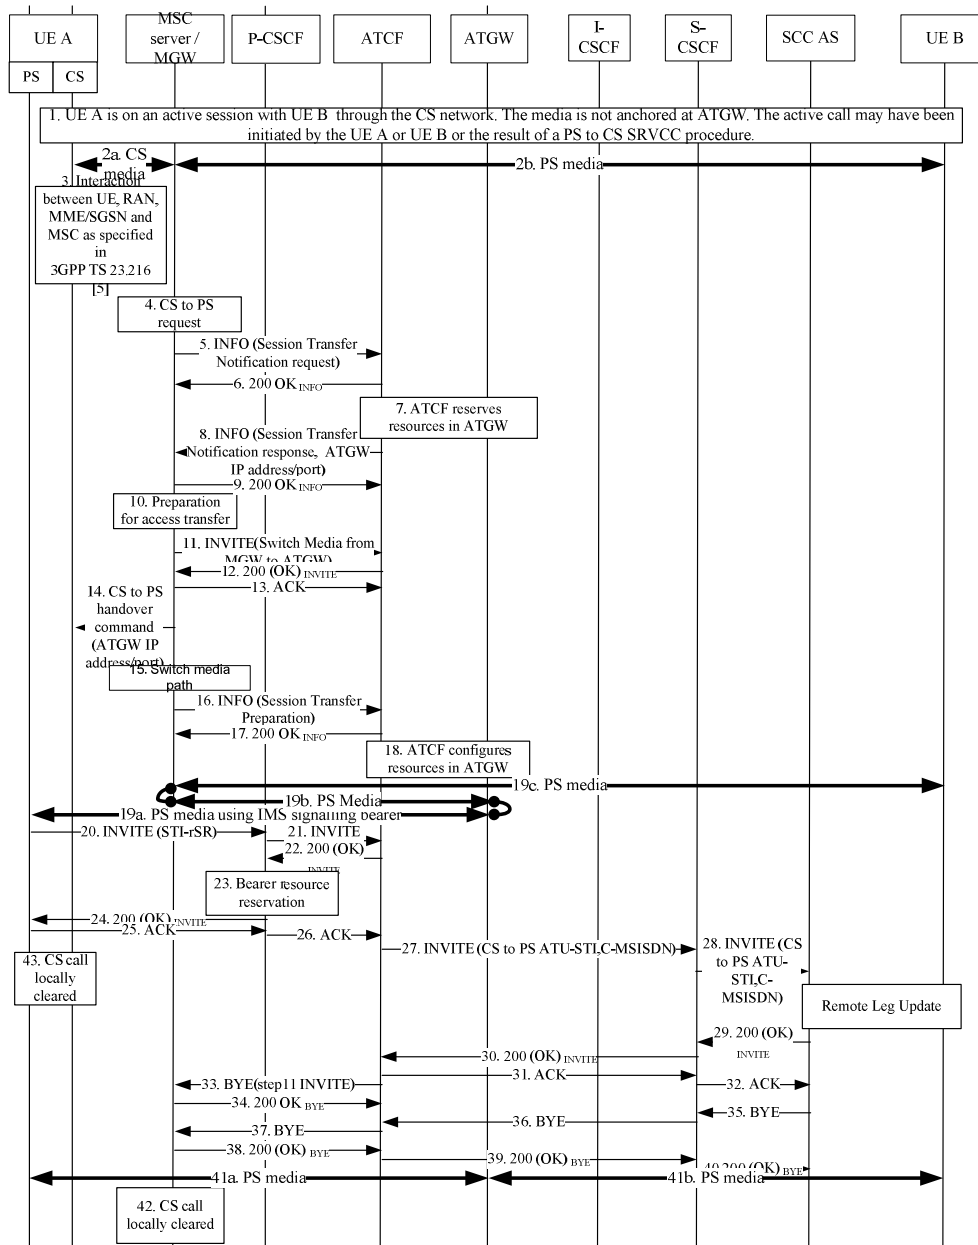 UE A
MSC
server /
MGW
P-CSCF
ATCF
ATGW
I-
CSCF
S-
CSCF
SCC AS
UE B
PS
CS
1. UE A is on an active session with UE B through the CS network. The media is not anchored at ATGW. The active call may have been
initiated by the UE A or UE B or the result of a PS to CS SRVCC procedure.
2a. CS
media
2b. PS media
3. Interaction
between UE, RAN,
MME/SGSN and
MSC as specified
in
3GPP TS 23.216
[5]
4. CS to PS
request
5. INFO (Session Transfer
Notification request)
6. 200 OK INFO
7. ATCF reserves
resources in ATGW
8. INFO (Session Transfer
Notification response, ATGW
IP address/port)
9. 200 OK INFO
10. Preparation
for access transfer
11. INVITE(Switch Media from
MGW to ATGW)
12. 200 (OK) INVITE
13. ACK
14. CS to PS
handover
command
(ATGW IP
address/port)
15. Switch media
path
16. INFO (Session Transfer
Preparation)
17. 200 OK INFO
18. ATCF configures
resources in ATGW
19c. PS media
19b. PS Media
19a. PS media using IMS signalling bearer
20. INVITE (STI-rSR)
21. INVITE
22. 200 (OK)
INVITE
23. Bearer resource
reservation
24. 200 (OK) INVITE
25. ACK
26. ACK
27. INVITE (CS to PS ATU-STI,C-MSISDN)
28. INVITE (CS
to PS ATU-
STI,C-
MSISDN)
43. CS call
locally
cleared
Remote Leg Update
29. 200 (OK)
INVITE
30. 200 (OK) INVITE
31. ACK
32. ACK
33. BYE(step11 INVITE)
34. 200 OK BYE
35. BYE
36. BYE
37. BYE
38. 200 (OK) BYE
39. 200 (OK) BYE
40 200 (OK) BYE
41a. PS media
41b. PS media
42. CS call
locally cleared